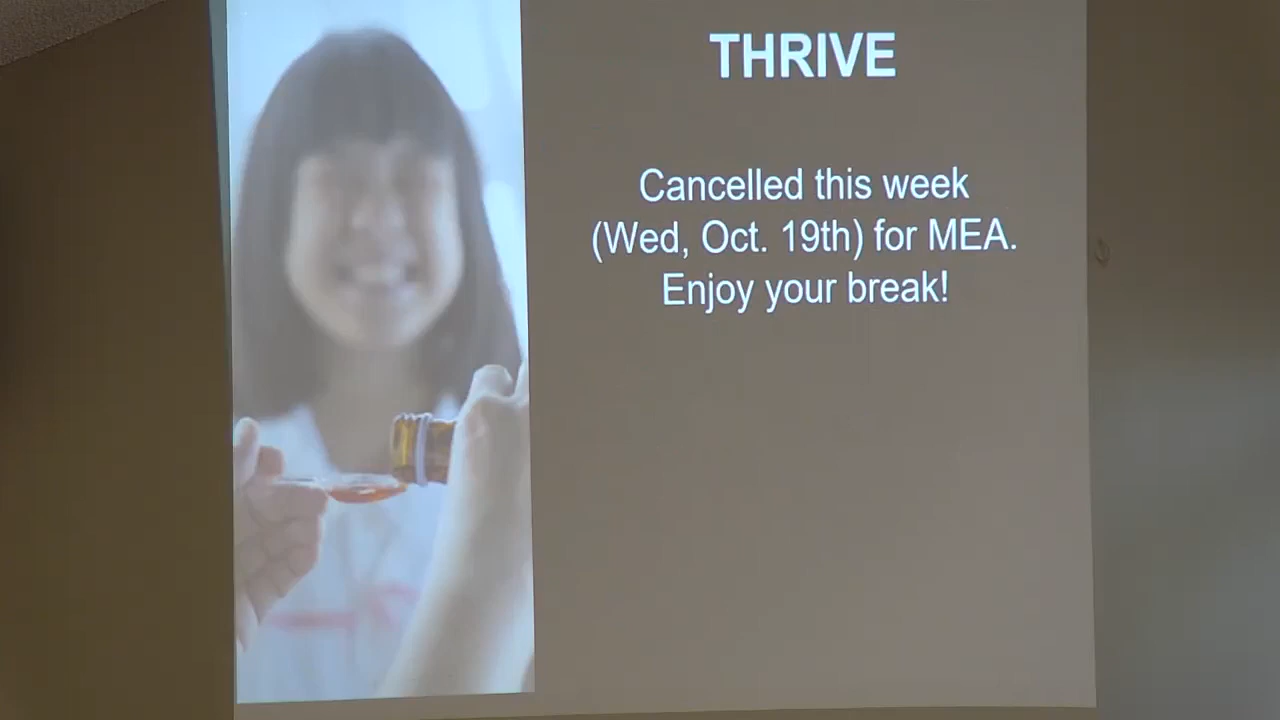 THRIVE
Cancelled this week
(Wed, Oct. 19th) for MEA.
Enjoy your break!